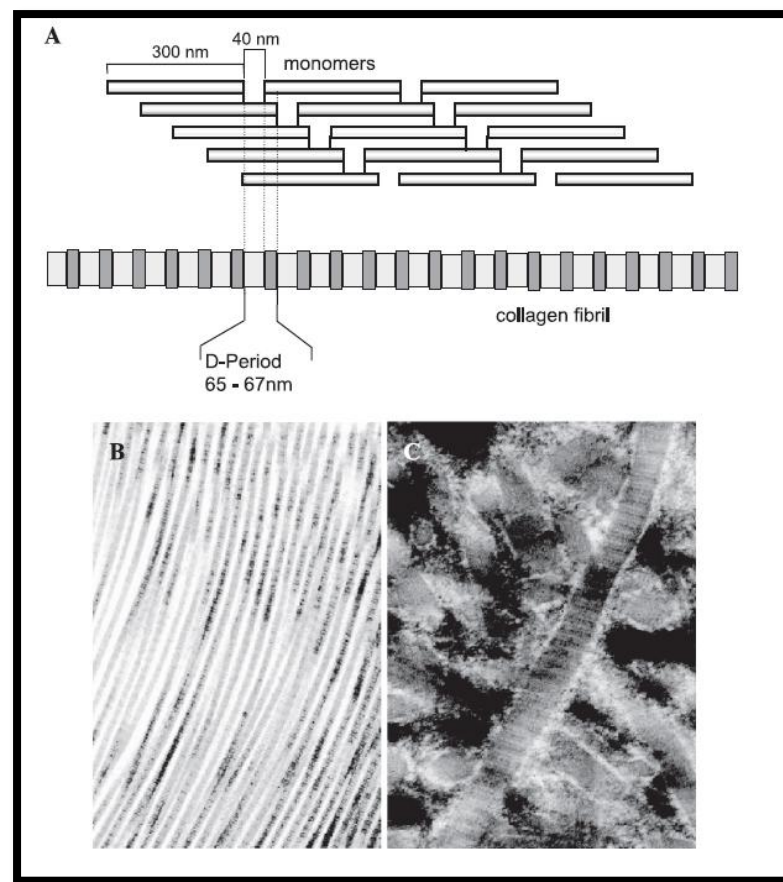 A
40 nm
300 nm
monomers
collagen fibril
D-Period
65 - 67nm
B
C